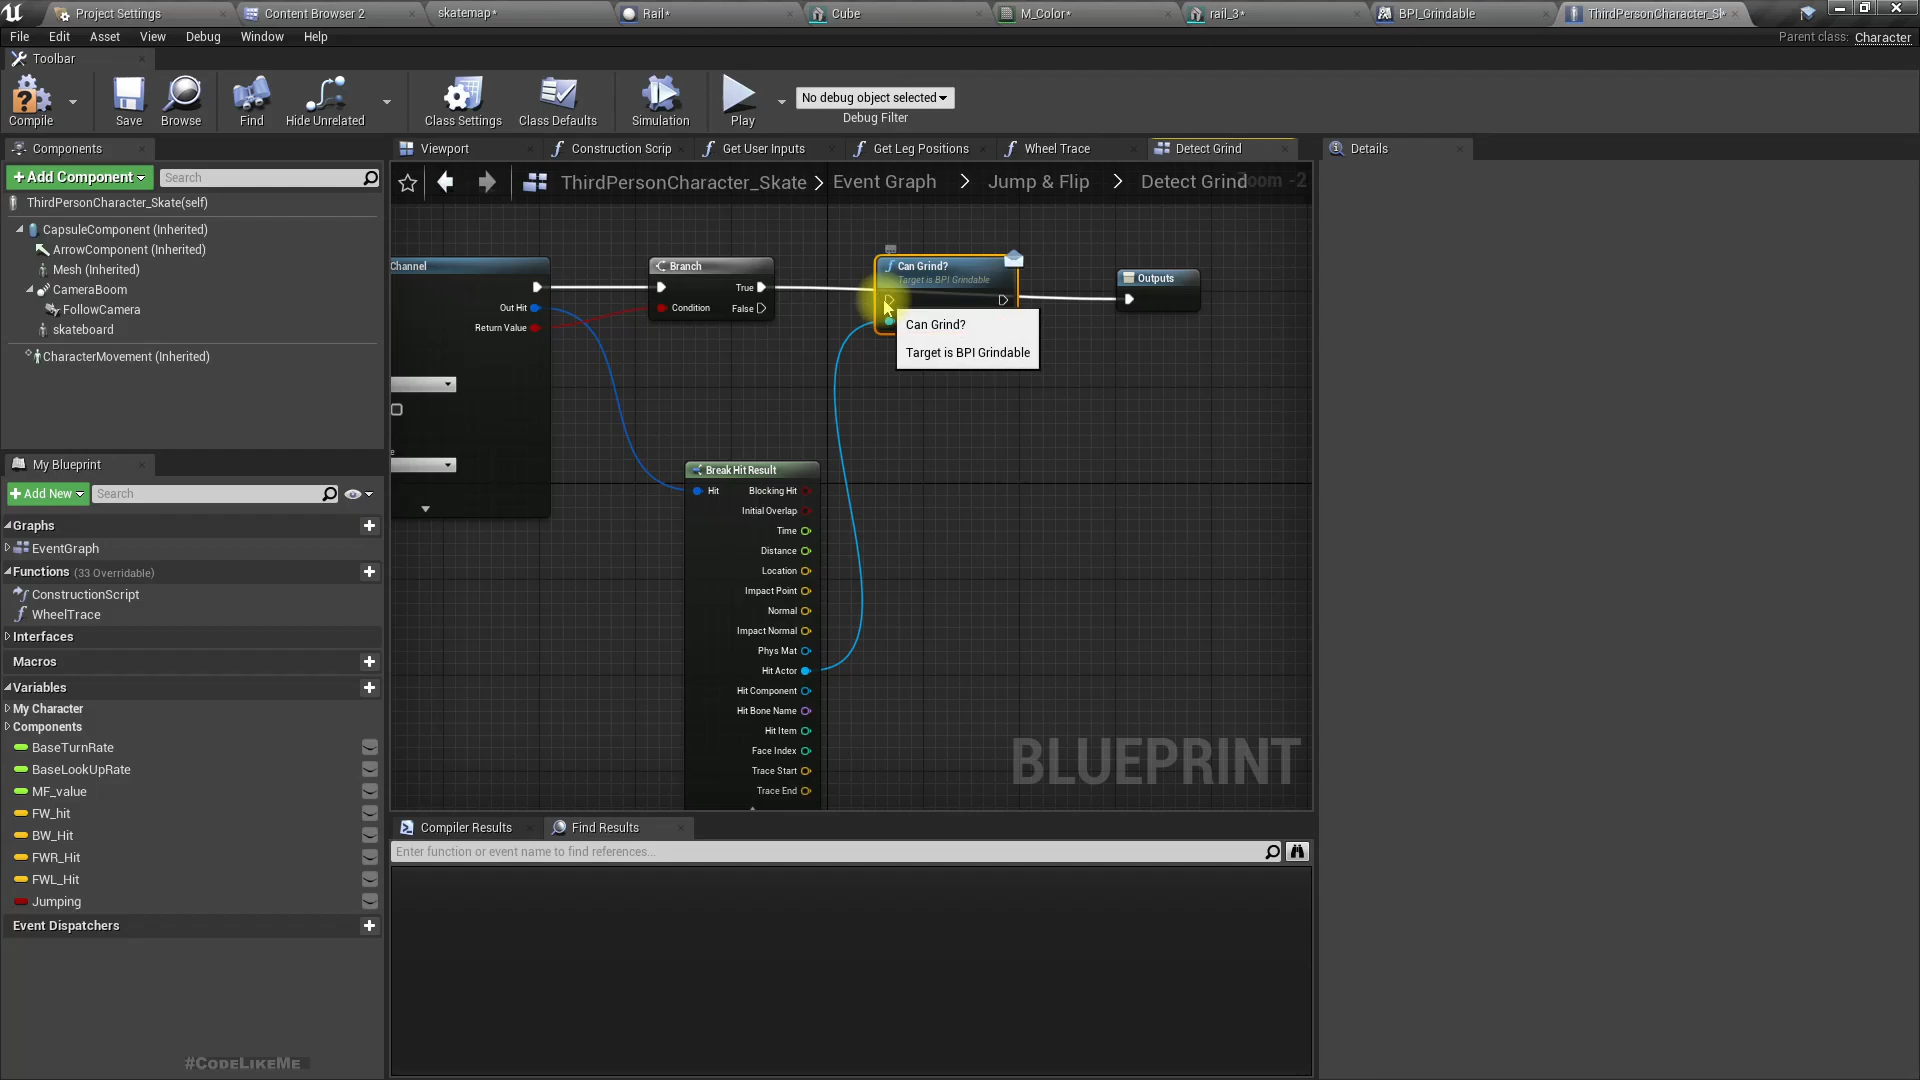 Project Settings
Content Browser 2
skatemap*
Rail*
Cube
M_Color*
rail_3*
BPI_Grindable
ThirdPersonCharacter_Sk
File
Edit
Asset
View
Debug
Window
Help
Parent class: Character
Toolbar
Compile
Save
Browse
Find
Hide Unrelated
Class Settings
Class Defaults
Simulation
Play
No debug object selected
Debug Filter
Components
Viewport
Construction Scrip
Get User Inputs
Get Leg Positions
Wheel Trace
Detect Grind
Details
+Add Component
Search
ThirdPersonCharacter_Skate > Event Graph > Jump & Flip > Detect Grind
Zoom -2
ThirdPersonCharacter_Skate(self)
CapsuleComponent (Inherited)
ArrowComponent (Inherited)
Mesh (Inherited)
CameraBoom
FollowCamera
skateboard
CharacterMovement (Inherited)
Channel
Out Hit
Return Value
Branch
True
Condition
False
Can Grind?
Target is BPI Grindable
Outputs
Can Grind?
Target is BPI Grindable
Break Hit Result
Hit
Blocking Hit
Initial Overlap
Time
Distance
Location
Impact Point
Normal
Impact Normal
Phys Mat
Hit Actor
Hit Component
Hit Bone Name
Hit Item
Face Index
Trace Start
Trace End
BLUEPRINT
My Blueprint
+Add New
Search
Graphs
EventGraph
Functions (33 Overridable)
ConstructionScript
WheelTrace
Interfaces
Macros
Variables
My Character
Components
BaseTurnRate
BaseLookUpRate
MF_value
FW_hit
BW_Hit
FWR_Hit
FWL_Hit
Jumping
Event Dispatchers
Compiler Results
Find Results
Enter function or event name to find references...
#CodeLikeMe